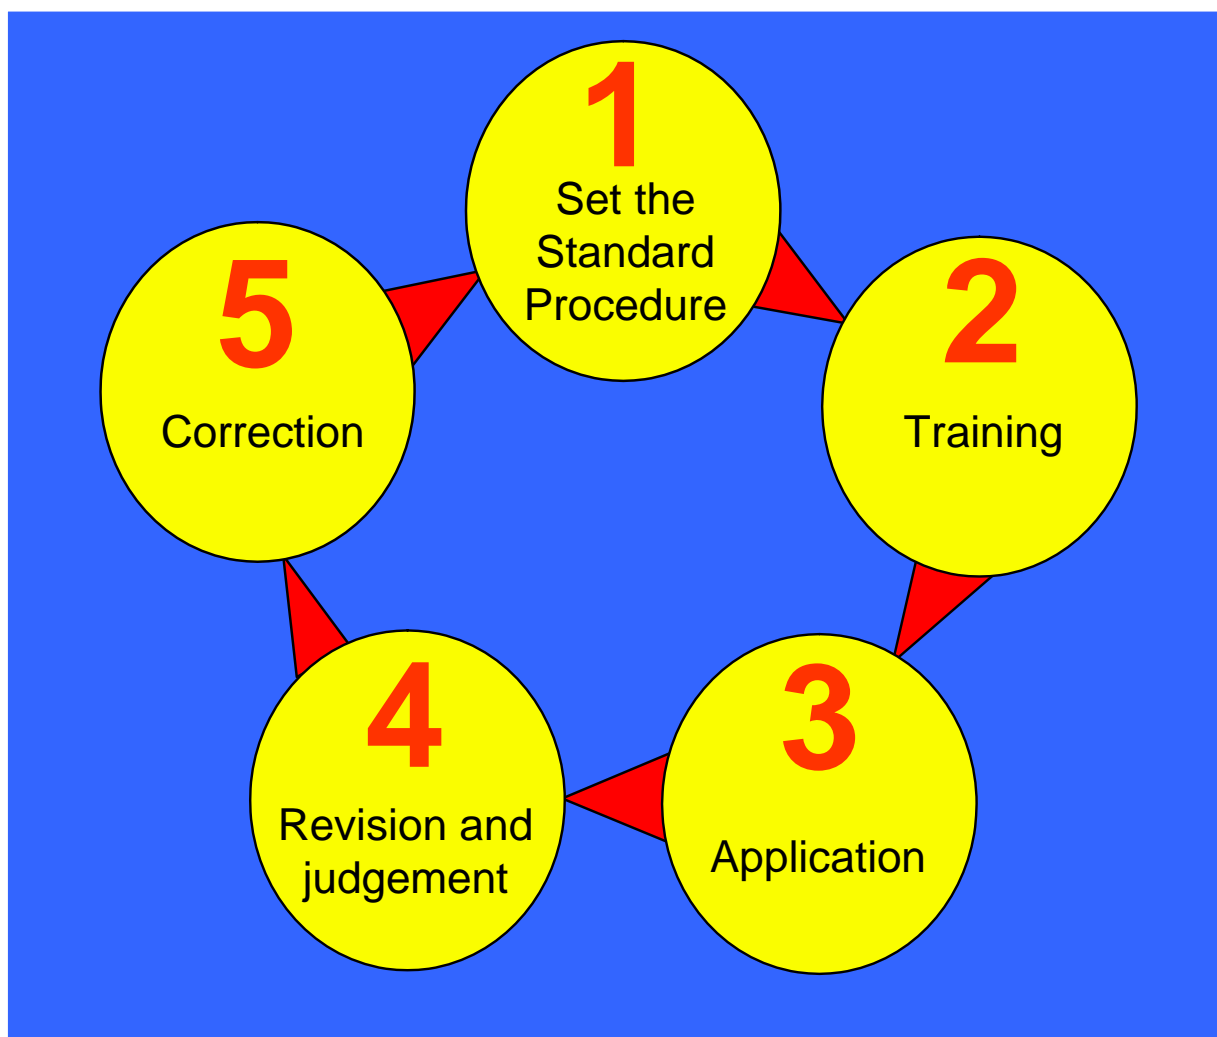 1
Set the
Standard
Procedure
2
Training
3
Application
4
Revision and
judgement
5
Correction